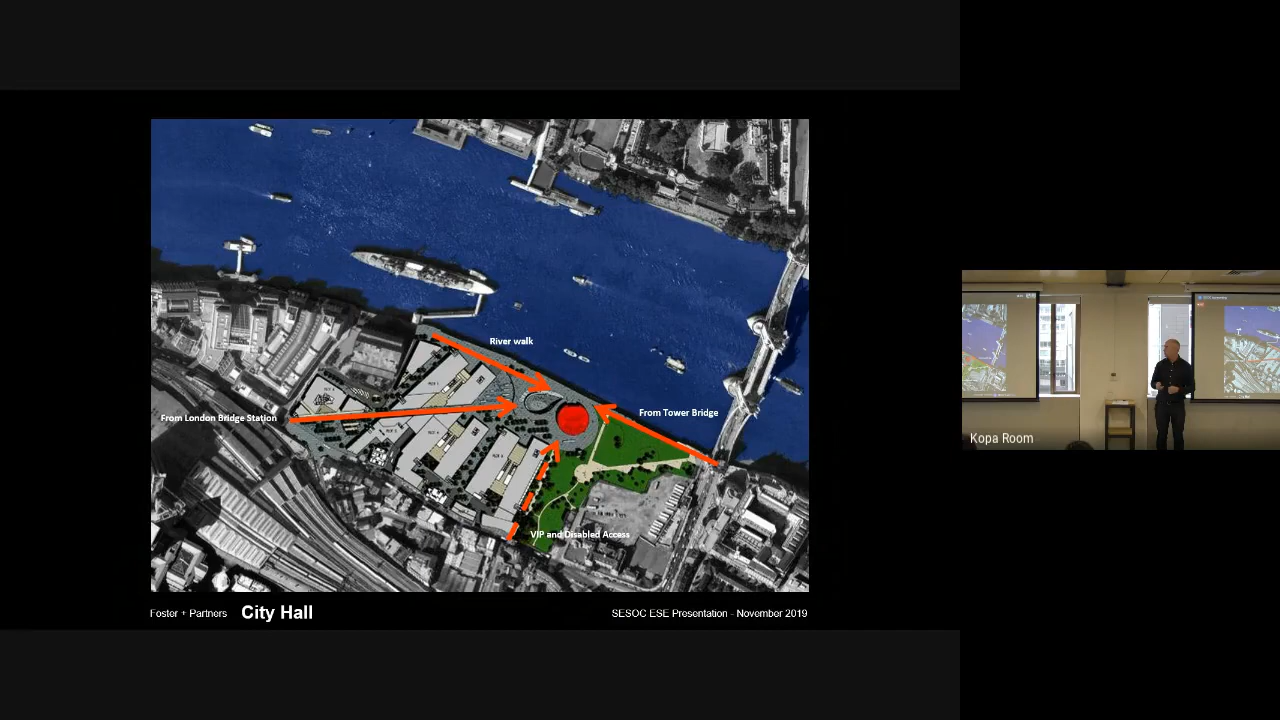 River walk
From London Bridge Station
From Tower Bridge
VIP and Disabled Access
Foster + Partners City Hall
SESOC ESE Presentation - November 2019
Kopa Room